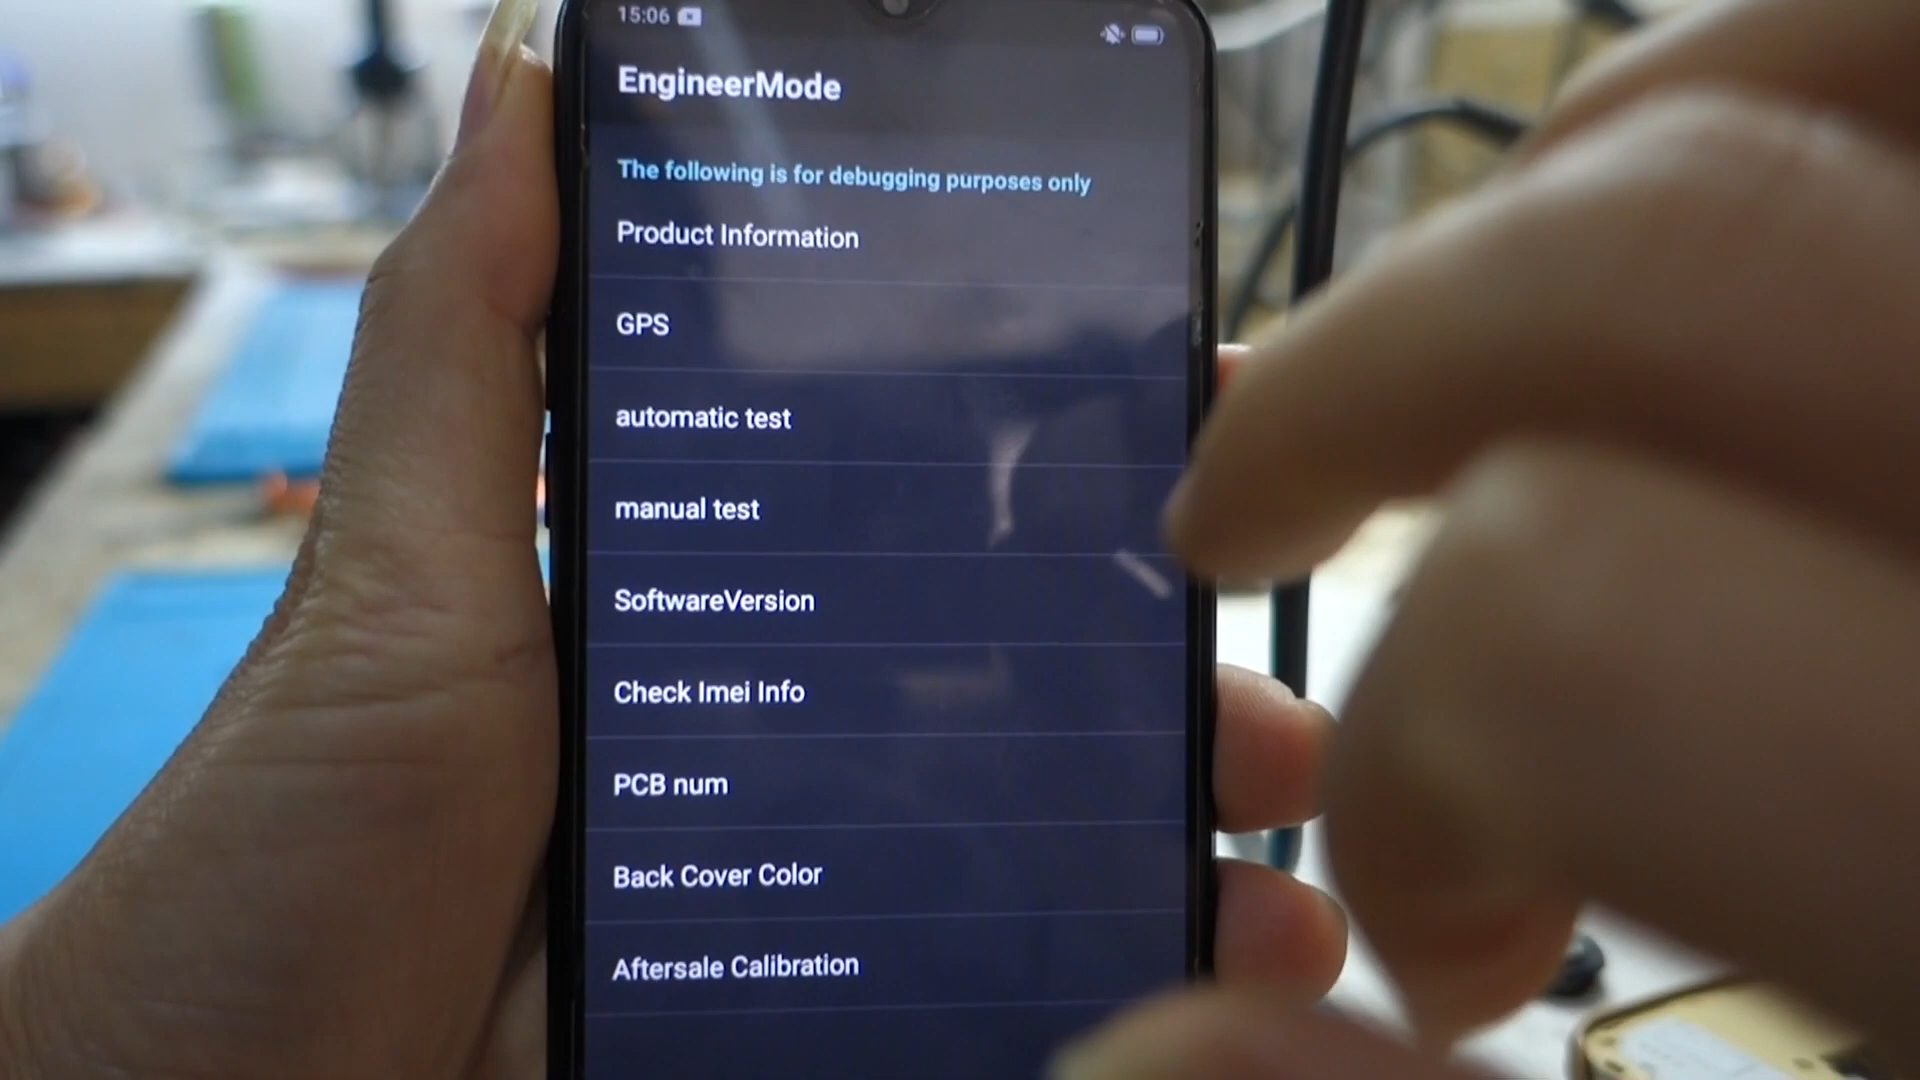 15:06
EngineerMode
The following is for debugging purposes only
Product Information
GPS
automatic test
manual test
SoftwareVersion
Check Imei Info
PCB num
Back Cover Color
Aftersale Calibration